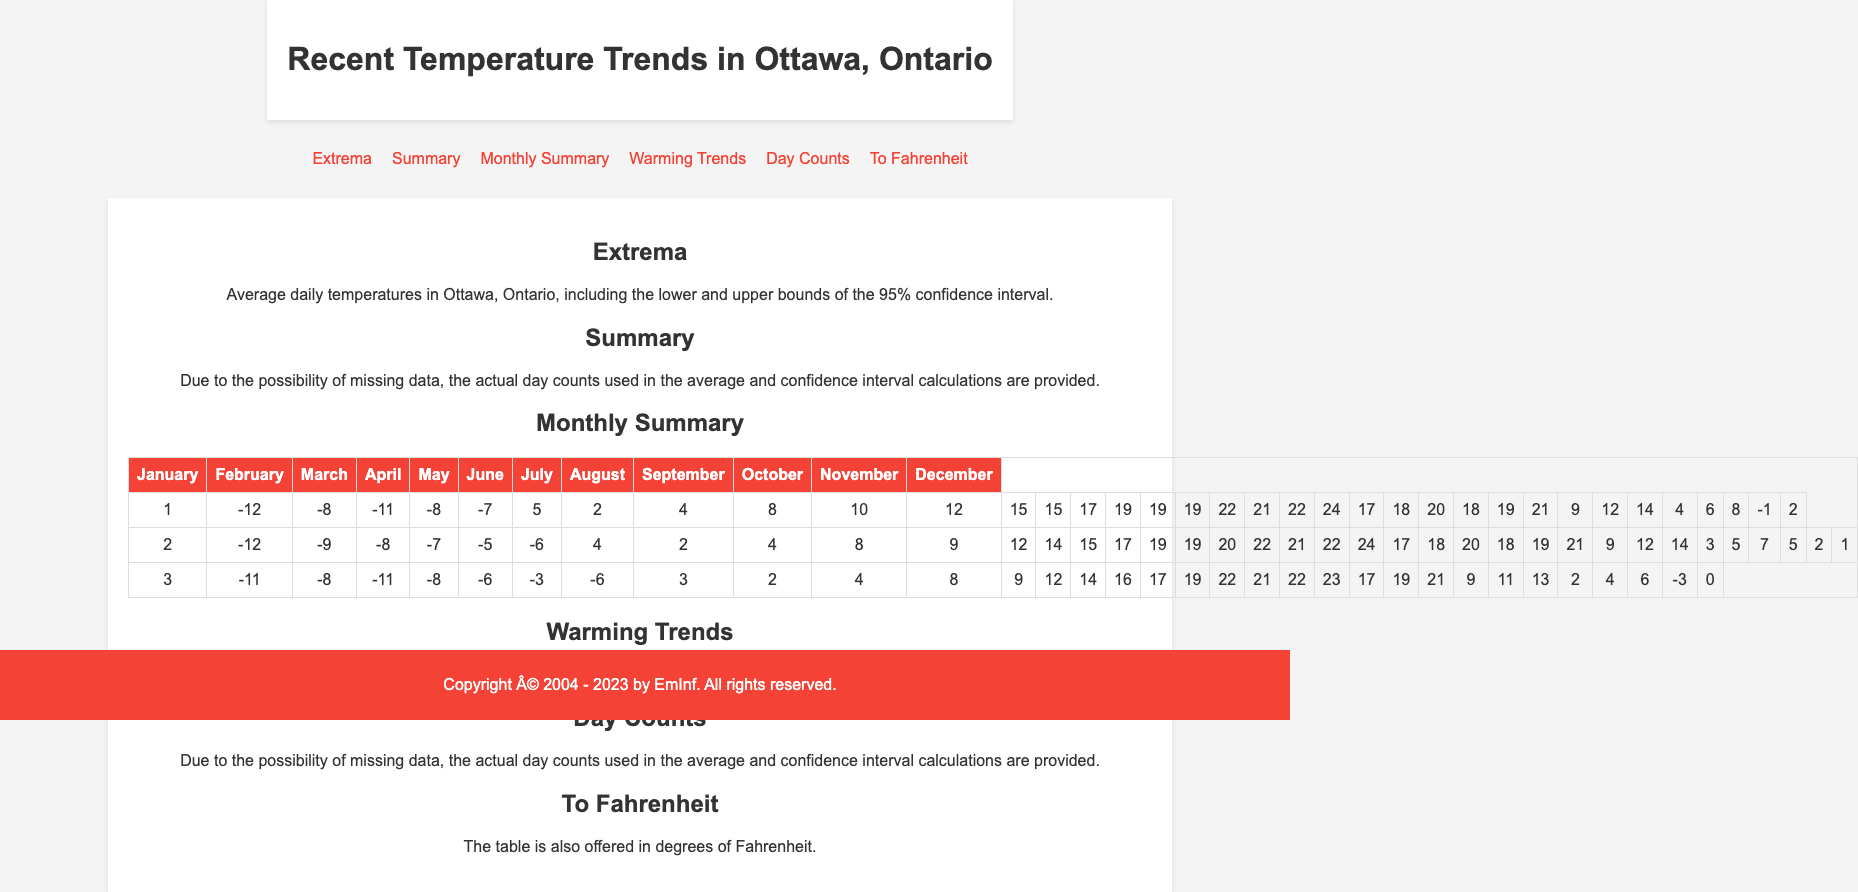 Recent Temperature Trends in Ottawa, Ontario
Extrema Summary Monthly Summary Warming Trends Day Counts To Fahrenheit
Extrema
Average daily temperatures in Ottawa, Ontario, including the lower and upper bounds of the 95% confidence interval.
Summary
Due to the possibility of missing data, the actual day counts used in the average and confidence interval calculations are provided.
Monthly Summary
January February March April May June July August September October November December
1 -12 -8 -11 -8 -7 5 2 4 8 10 12 15 15 17 19 19 19 22 21 22 24 17 18 20 18 19 21 9 12 14 4 6 8 -1 2
2 -12 -9 -8 -7 -5 -6 4 2 4 8 9 12 14 15 17 19 19 20 22 21 22 24 17 18 20 18 19 21 9 12 14 3 5 7 5 2 1
3 -11 -8 -11 -8 -6 -3 -6 3 2 4 8 9 12 14 16 17 19 22 21 22 23 17 19 21 9 11 13 2 4 6 -3 0
Warming Trends
Copyright Â© 2004 - 2023 by EmInf. All rights reserved.
Day Counts
Due to the possibility of missing data, the actual day counts used in the average and confidence interval calculations are provided.
To Fahrenheit
The table is also offered in degrees of Fahrenheit.